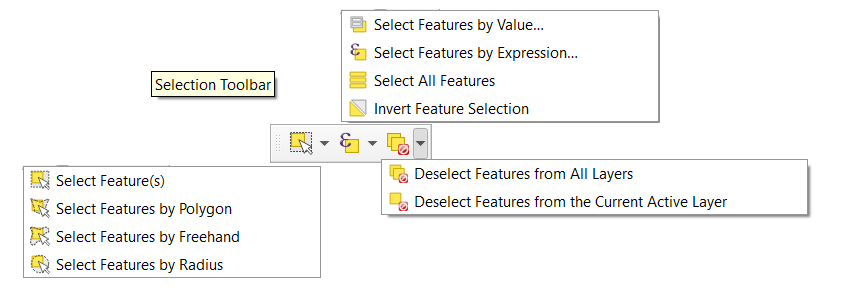 Select Features by Value...
Select Features by Expression...
Select All Features
Invert Feature Selection
Selection Toolbar
Deselect Features from All Layers
Deselect Features from the Current Active Layer
Select Feature(s)
Select Features by Polygon
Select Features by Freehand
Select Features by Radius